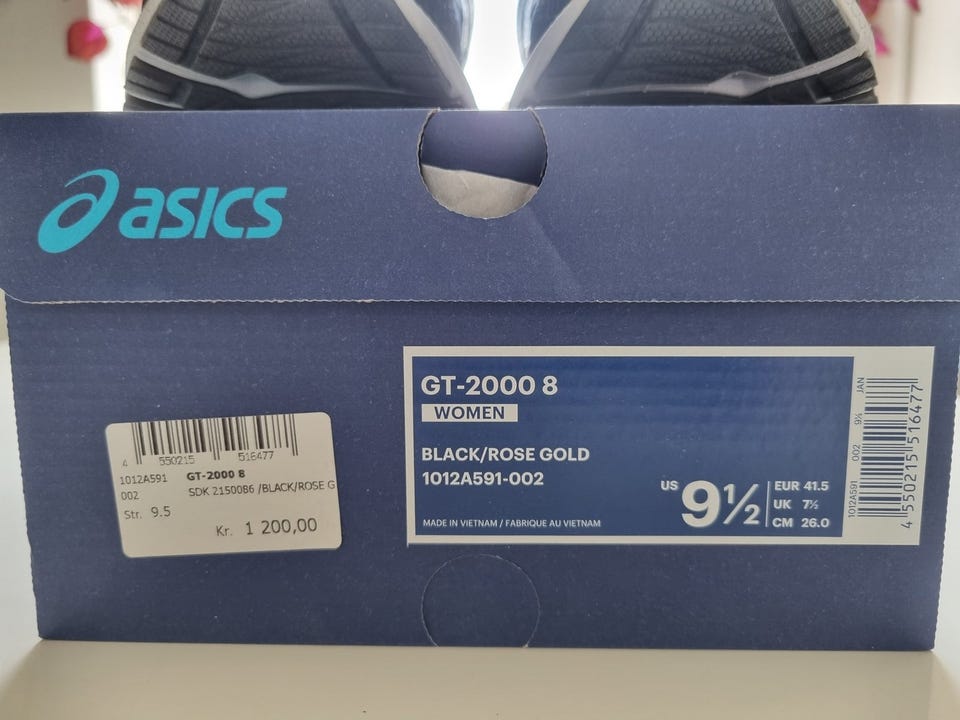 asics
4 550215 516477
1012A591 GT-2000 8
002 SDK 2150086 /BLACK/ROSE G
Str. 9.5
Kr. 1 200,00
GT-2000 8
WOMEN
BLACK/ROSE GOLD
1012A591-002
MADE IN VIETNAM / FABRIQUE AU VIETNAM
US 9½
EUR 41.5
UK 7½
CM 26.0
1012A591 002 9½ JAN
4 550215 516477